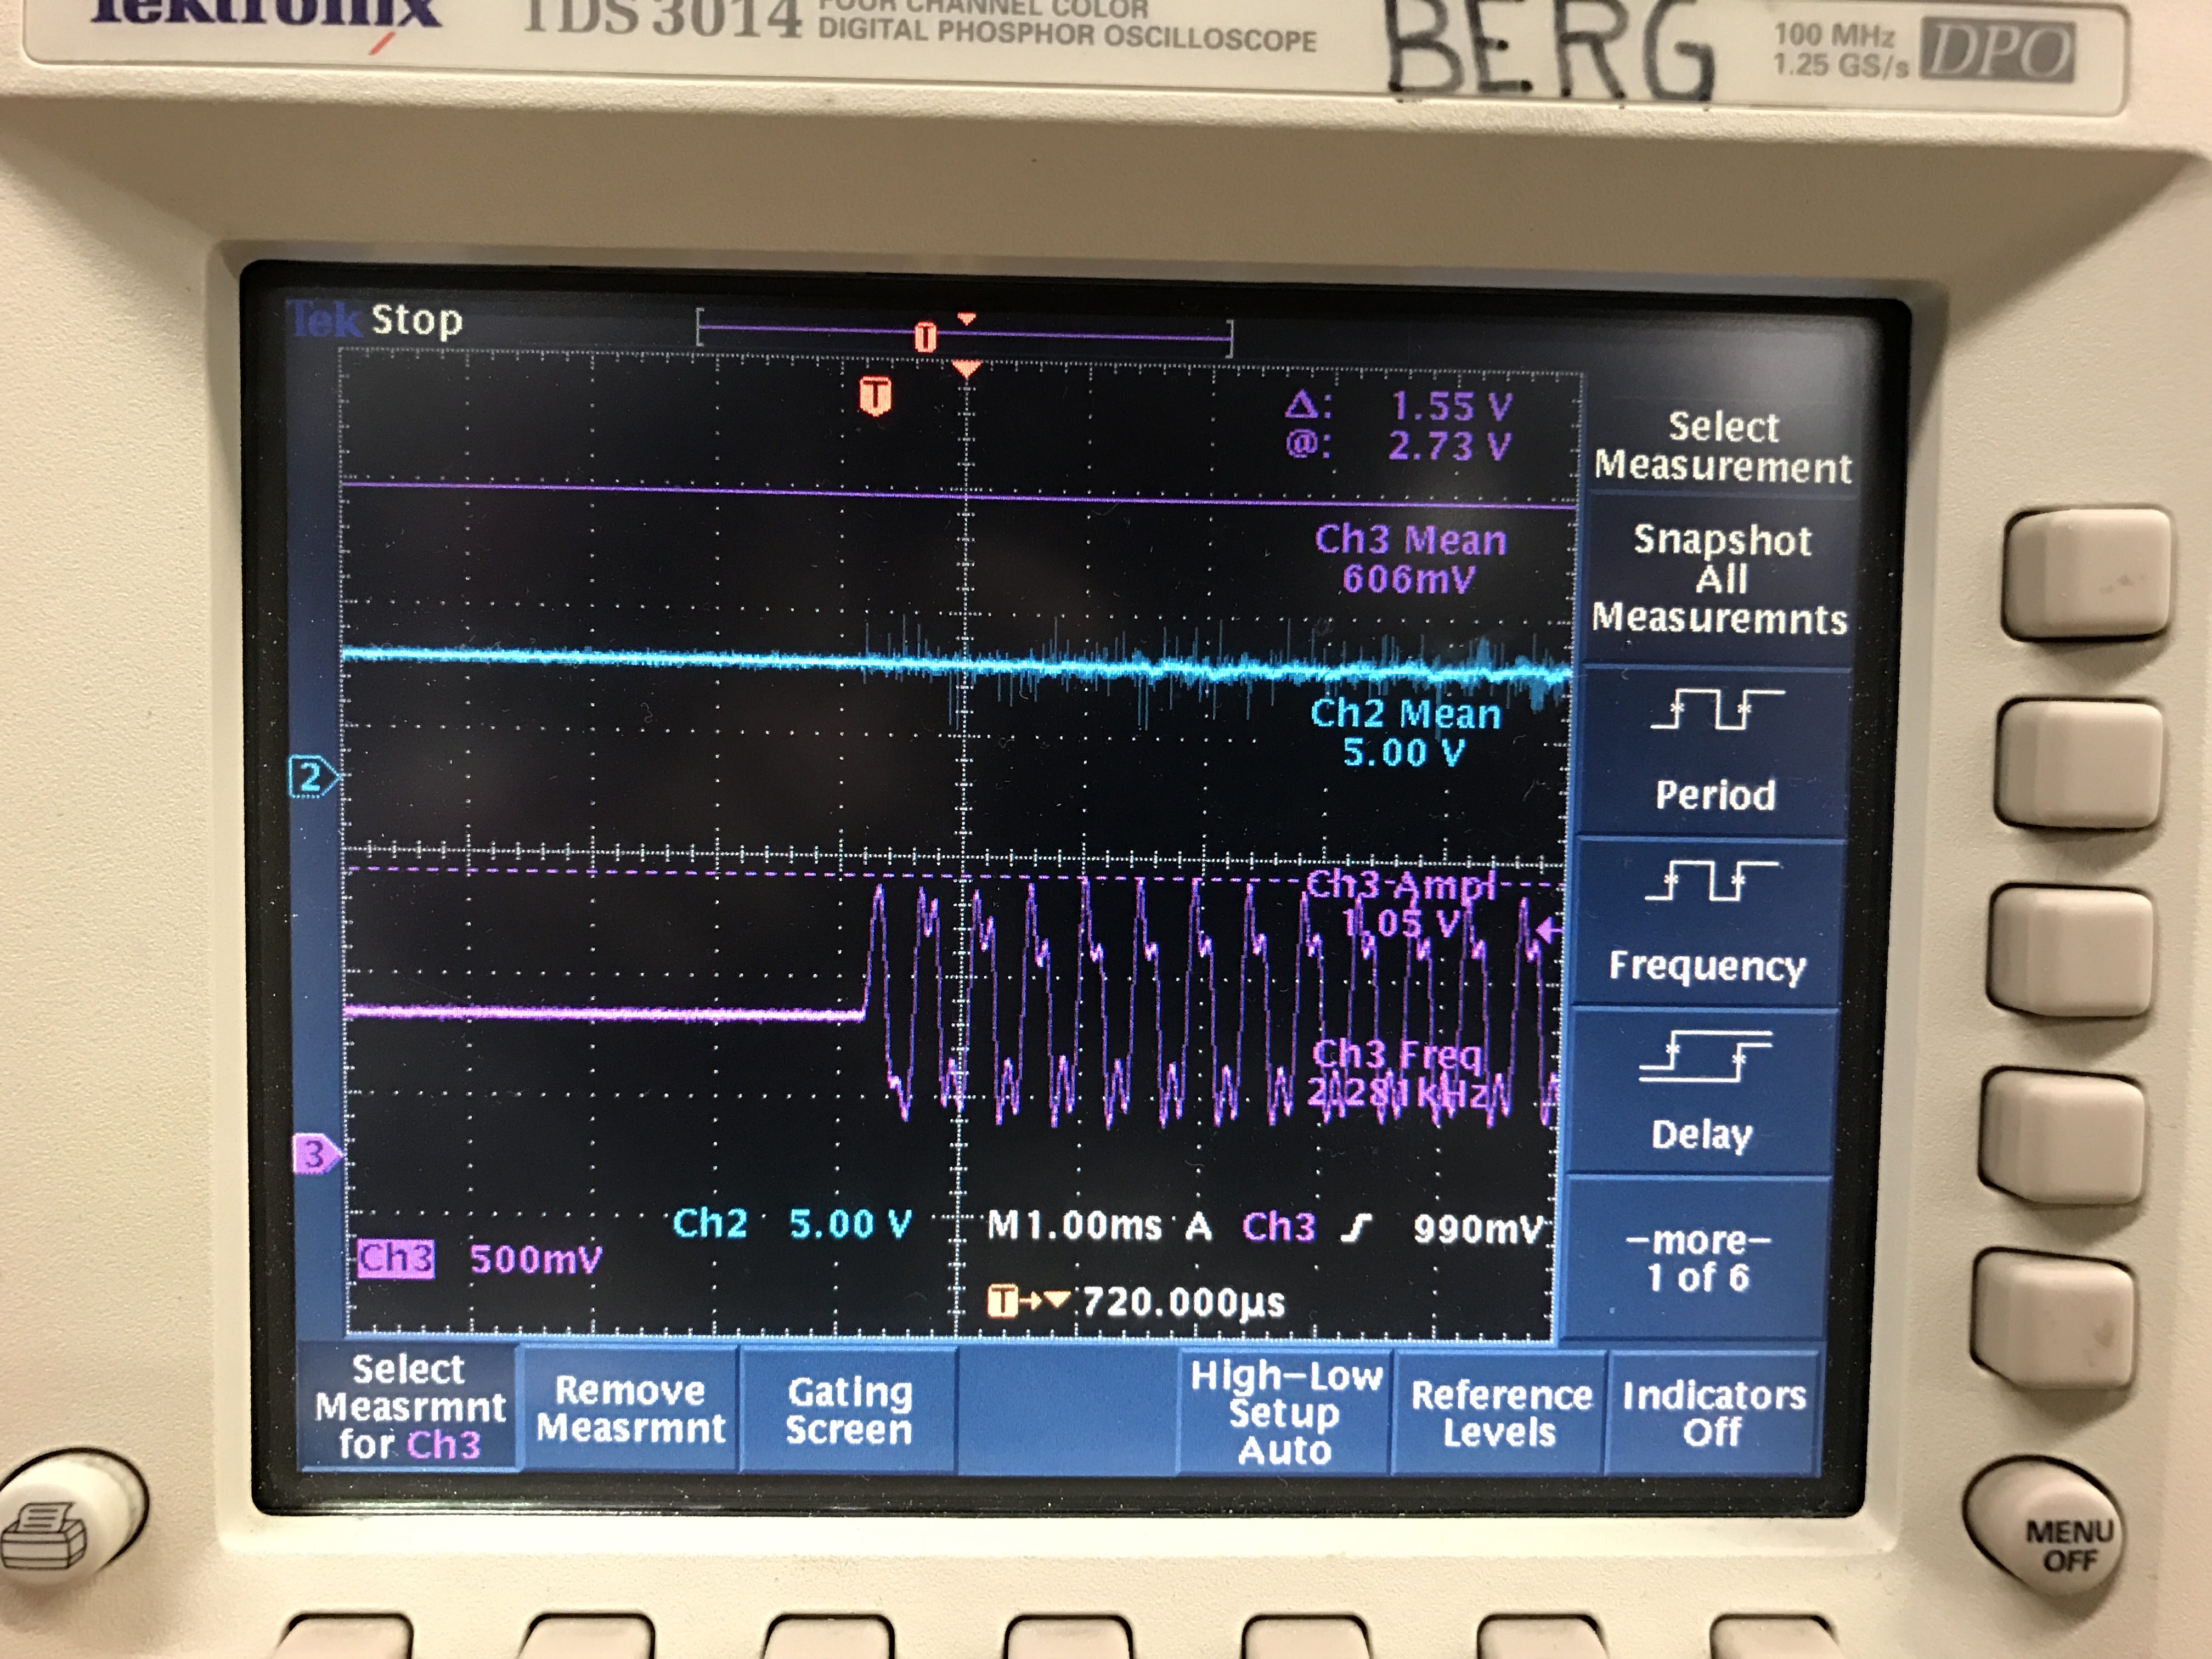 Tektronix
TDS 3014
FOUR CHANNEL COLOR
DIGITAL PHOSPHOR OSCILLOSCOPE
BERG
100 MHz
1.25 GS/s
DPO
Tek Stop
T
T
Δ: 1.55 V
@: 2.73 V
Ch3 Mean
606mV
Ch2 Mean
5.00 V
2
Ch3 Ampl
1.05 V
Ch3 Freq
2.281kHz
3
Ch2 5.00 V M 1.00ms A Ch3 990mV
Ch3 500mV
T 720.000µs
Select
Measurement
Snapshot
All
Measuremnts
Period
Frequency
Delay
—more—
1 of 6
Select
Measrmnt
for Ch3
Remove
Measrmnt
Gating
Screen
High—Low
Setup
Auto
Reference
Levels
Indicators
Off
MENU
OFF